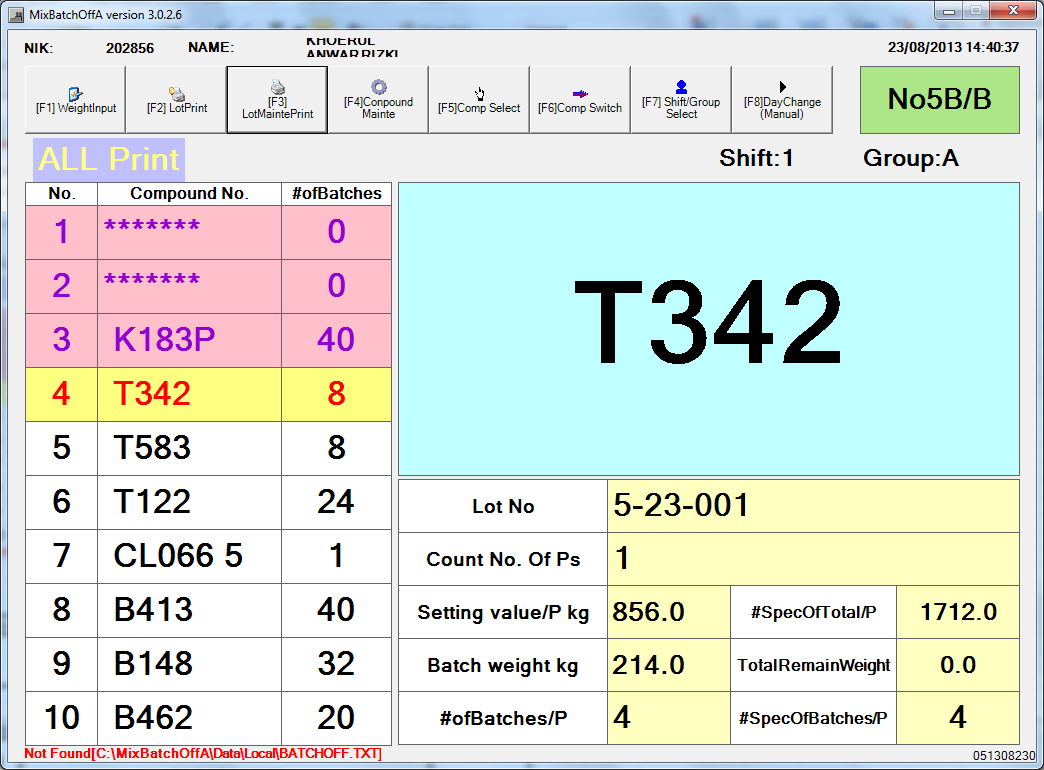 MixBatchOffA version 3.0.2.6
NIK: 202856 NAME: KHOERUL
ANWAR RIZKI
23/08/2013 14:40:37
[F1] WeightInput
[F2] LotPrint
[F3]
LotMaintePrint
[F4]Conpound
Mainte
[F5]Comp Select
[F6]Comp Switch
[F7] Shift/Group
Select
[F8]DayChange
(Manual)
No5B/B
ALL Print
Shift:1 Group:A
No. Compound No. #ofBatches
1 ******* 0
2 ******* 0
3 K183P 40
4 T342 8
5 T583 8
6 T122 24
7 CL066 5 1
8 B413 40
9 B148 32
10 B462 20
T342
Lot No 5-23-001
Count No. Of Ps 1
Setting value/P kg 856.0 #SpecOfTotal/P 1712.0
Batch weight kg 214.0 TotalRemainWeight 0.0
#ofBatches/P 4 #SpecOfBatches/P 4
Not Found[C:\MixBatchOffA\Data\Local\BATCHOFF.TXT]
051308230